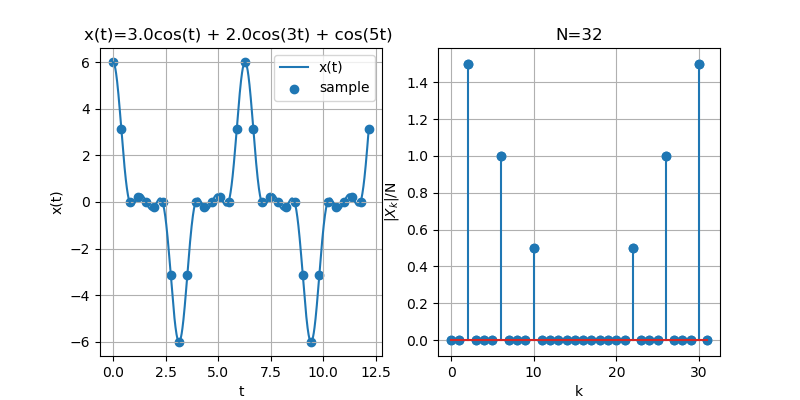 x(t)=3.0cos(t) + 2.0cos(3t) + cos(5t)
x(t)
sample
6
4
2
0
−2
−4
−6
x(t)
0.0 2.5 5.0 7.5 10.0 12.5
t
N=32
1.4
1.2
1.0
0.8
0.6
0.4
0.2
0.0
|X_k|/N
0 10 20 30
k